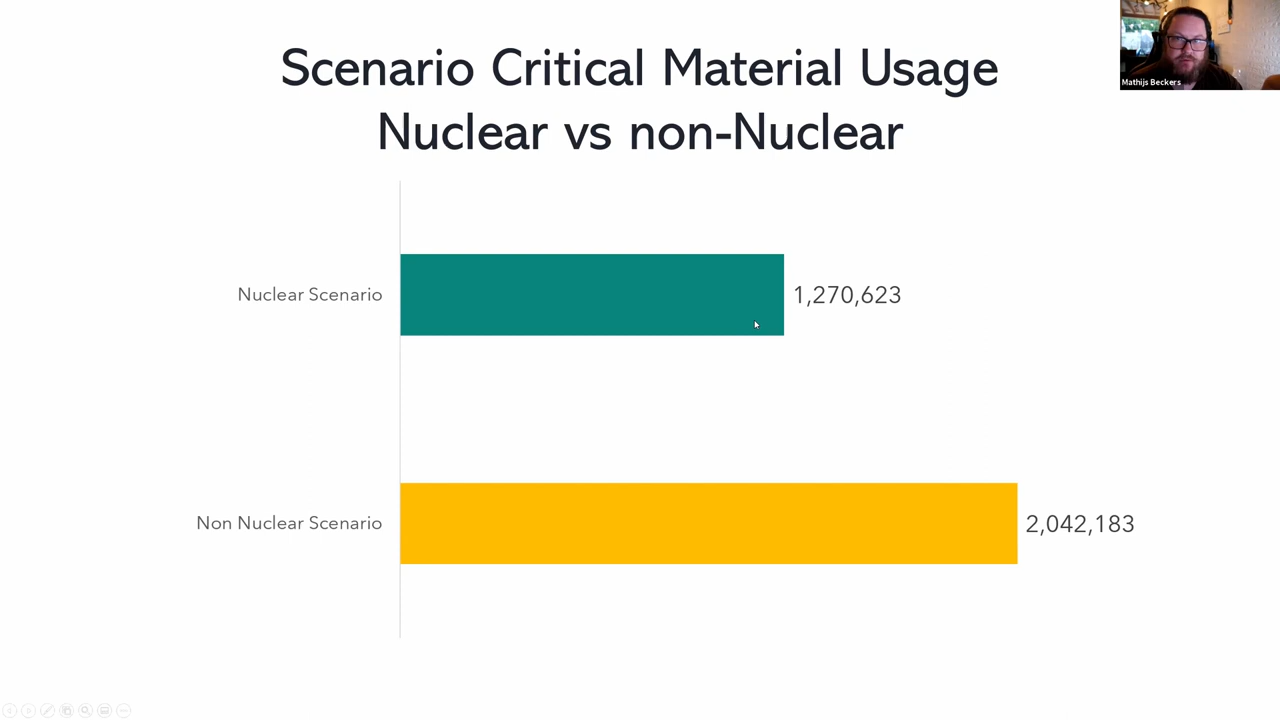 Scenario Critical Material Usage
Nuclear vs non-Nuclear
Mathijs Beckers
Nuclear Scenario
1,270,623
Non Nuclear Scenario
2,042,183